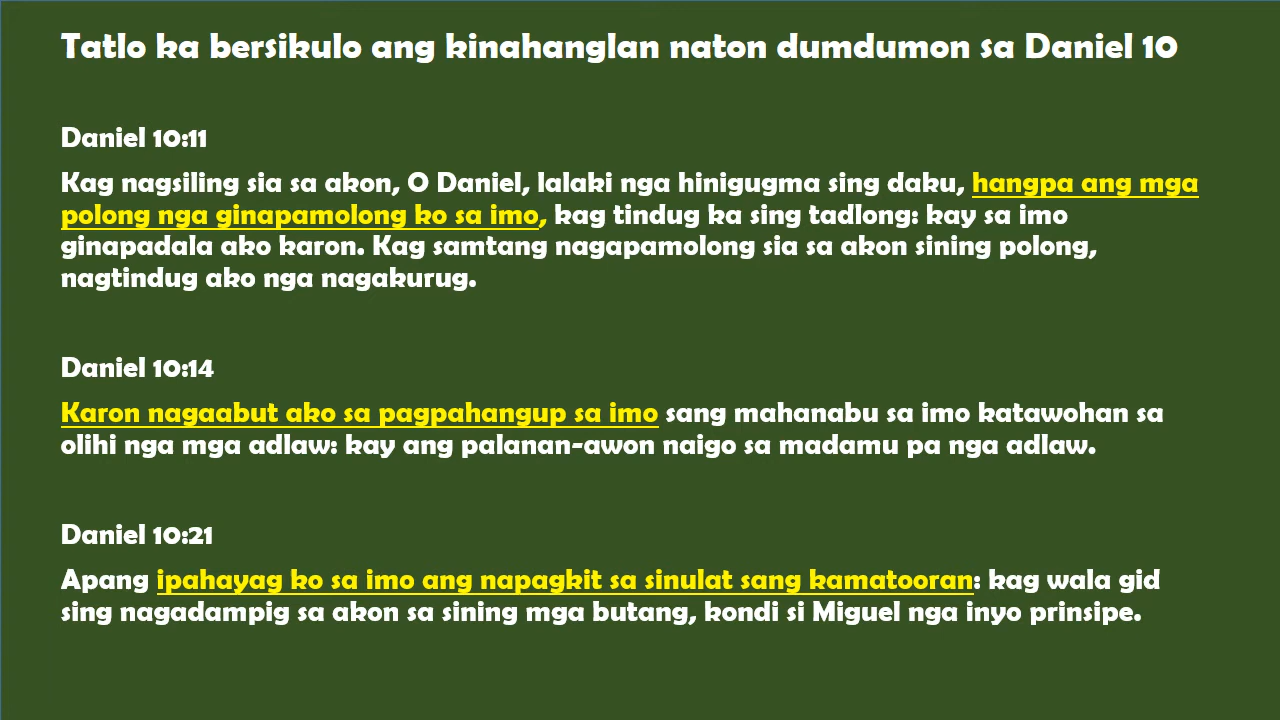 Tatlo ka bersikulo ang kinahanglan naton dumdumon sa Daniel 10
Daniel 10:11
Kag nagsiling sia sa akon, O Daniel, lalaki nga hinigugma sing daku, hangpa ang mga
polong nga ginapamolong ko sa imo, kag tindug ka sing tadlong: kay sa imo
ginapadala ako karon. Kag samtang nagapamolong sia sa akon sining polong,
nagtindug ako nga nagakurug.
Daniel 10:14
Karon nagaabut ako sa pagpahangup sa imo sang mahanabu sa imo katawohan sa
olihi nga mga adlaw: kay ang palanan-awon naigo sa madamu pa nga adlaw.
Daniel 10:21
Apang ipahayag ko sa imo ang napagkit sa sinulat sang kamatooran: kag wala gid
sing nagadampig sa akon sa sining mga butang, kondi si Miguel nga inyo prinsipe.